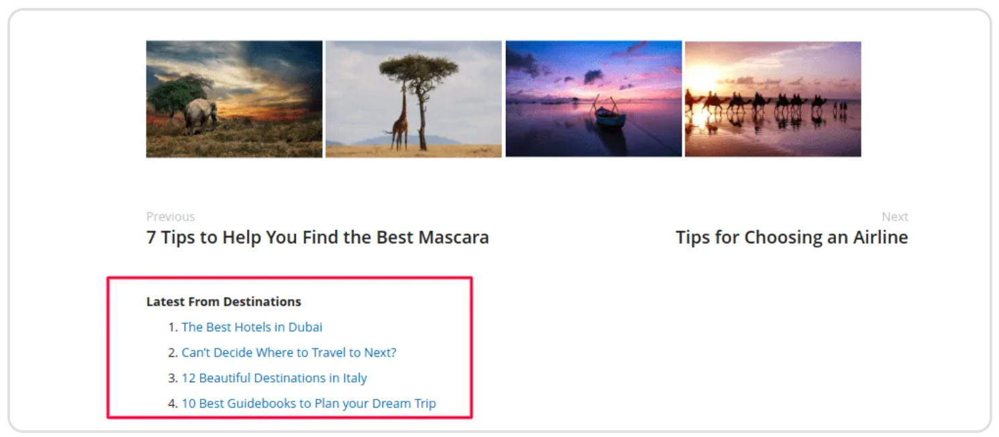 Previous
Next
7 Tips to Help You Find the Best Mascara
Tips for Choosing an Airline
Latest From Destinations
1. The Best Hotels in Dubai
2. Can't Decide Where to Travel to Next?
3. 12 Beautiful Destinations in Italy
4. 10 Best Guidebooks to Plan your Dream Trip